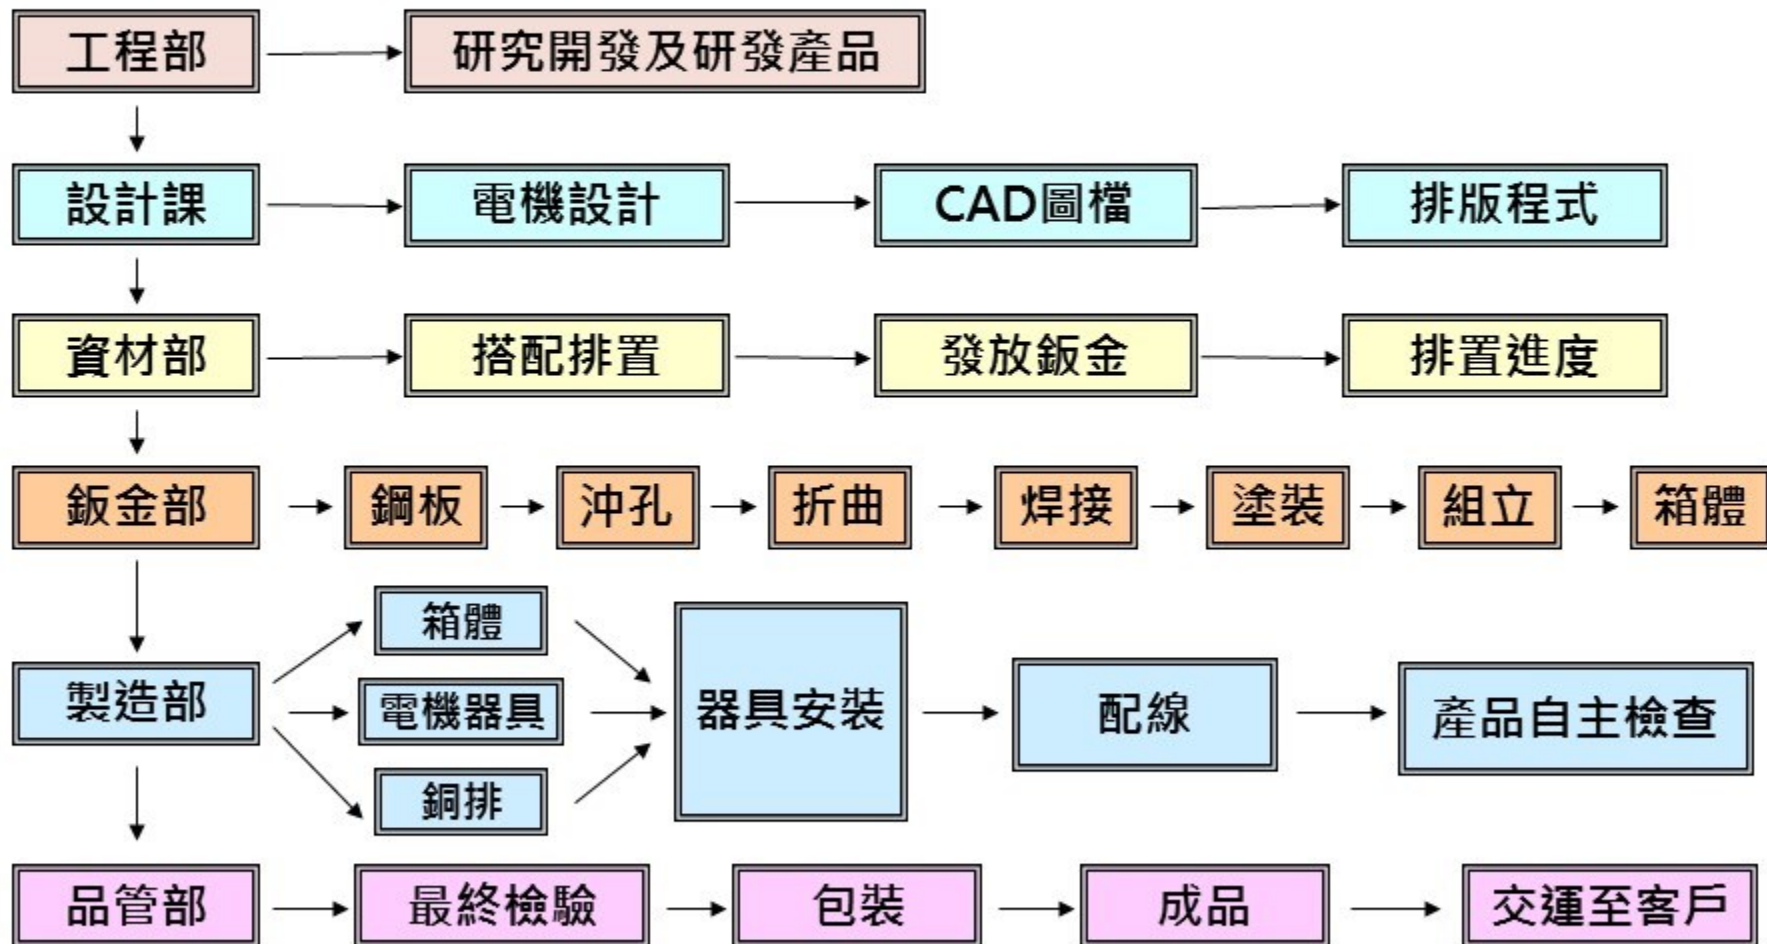 工程部
研究開發及研發產品
設計課
電機設計
CAD圖檔
排版程式
資材部
搭配排置
發放鈑金
排置進度
鈑金部
鋼板
沖孔
折曲
焊接
塗裝
組立
箱體
製造部
箱體
電機器具
銅排
器具安裝
配線
產品自主檢查
品管部
最終檢驗
包裝
成品
交運至客戶